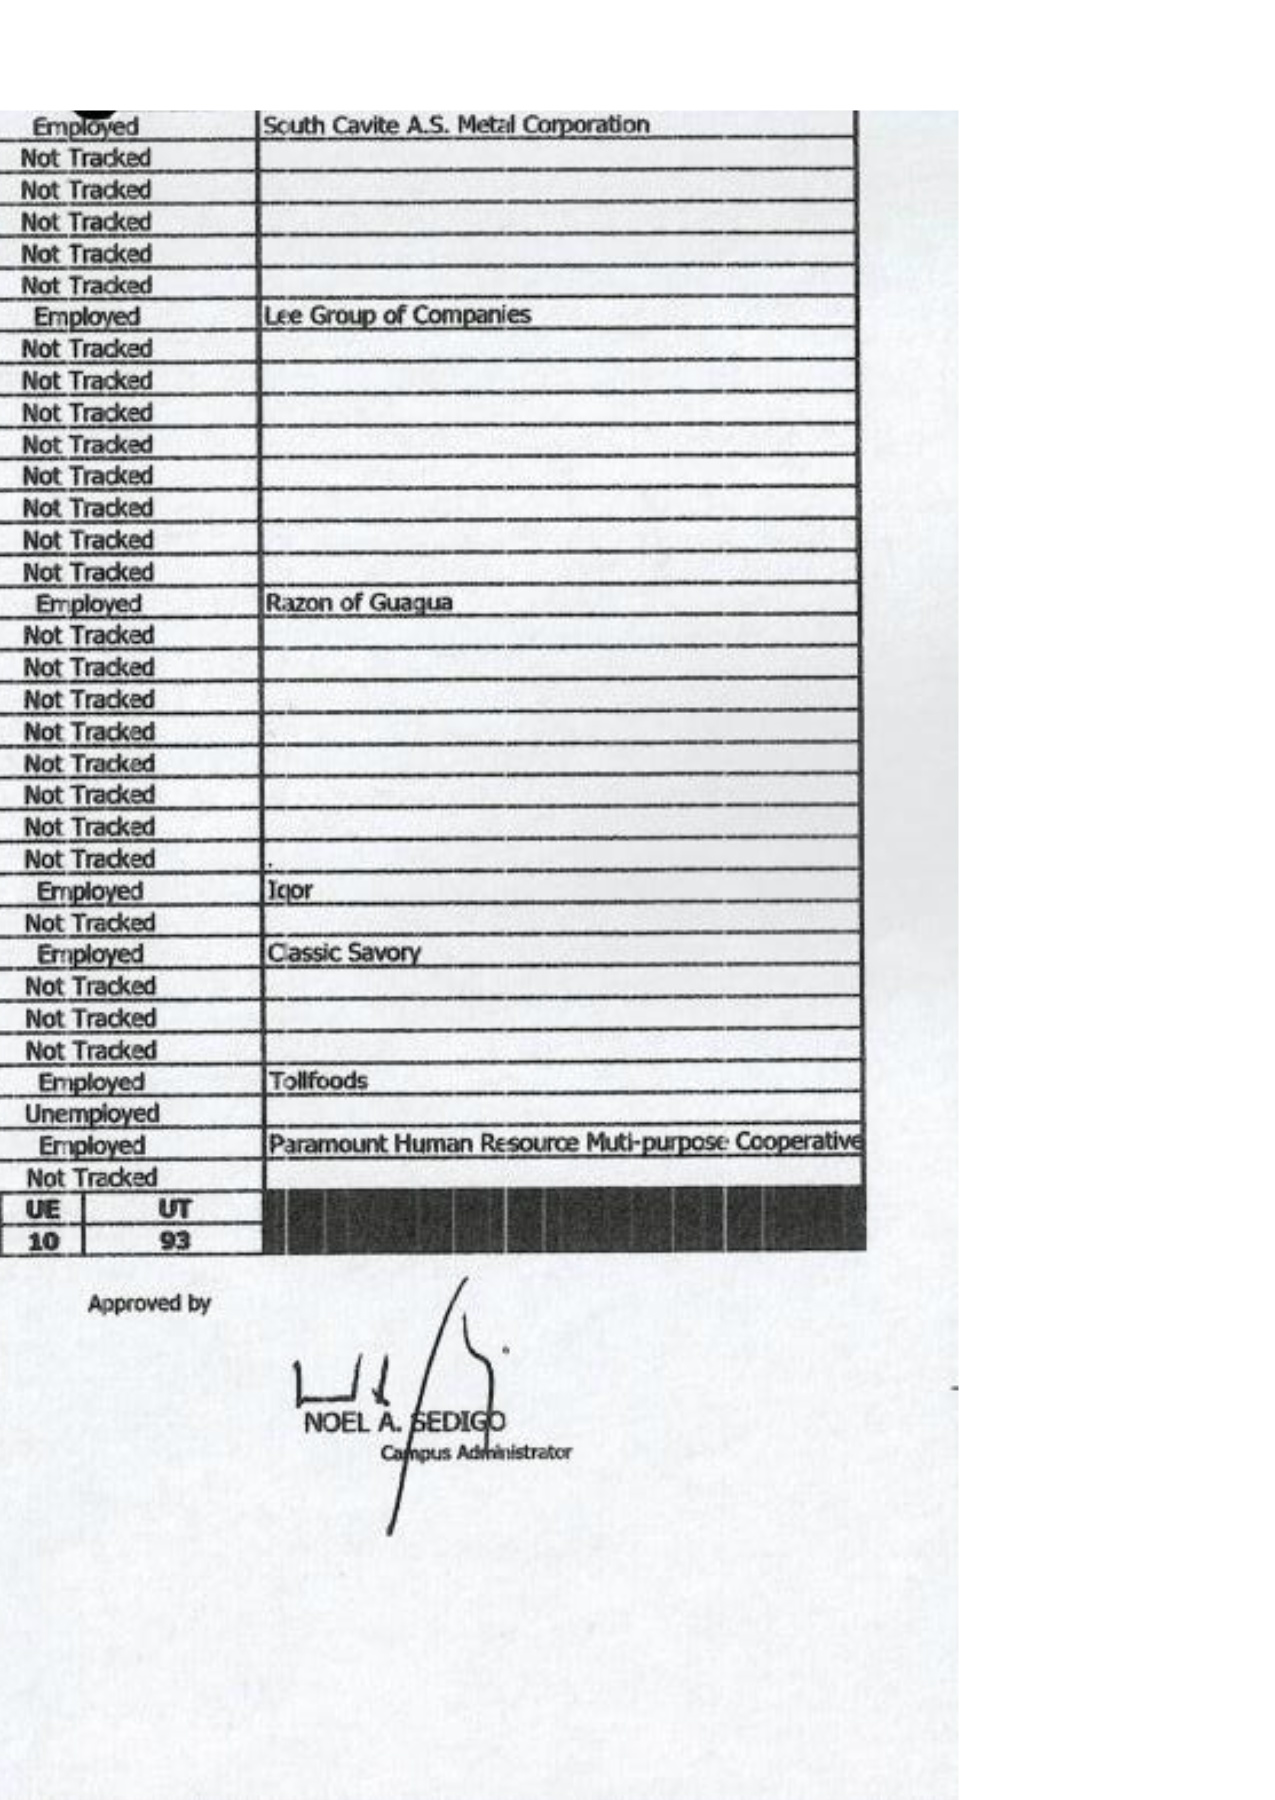 Employed South Cavite A.S. Metal Corporation
Not Tracked
Not Tracked
Not Tracked
Not Tracked
Not Tracked
Employed Lee Group of Companies
Not Tracked
Not Tracked
Not Tracked
Not Tracked
Not Tracked
Not Tracked
Not Tracked
Not Tracked
Employed Razon of Guagua
Not Tracked
Not Tracked
Not Tracked
Not Tracked
Not Tracked
Not Tracked
Not Tracked
Not Tracked
Employed Iqor
Not Tracked
Employed Classic Savory
Not Tracked
Not Tracked
Not Tracked
Employed Tollfoods
Unemployed
Employed Paramount Human Resource Muti-purpose Cooperative
Not Tracked
UE UT
10 93
Approved by
NOEL A. SEDIGO
Campus Administrator